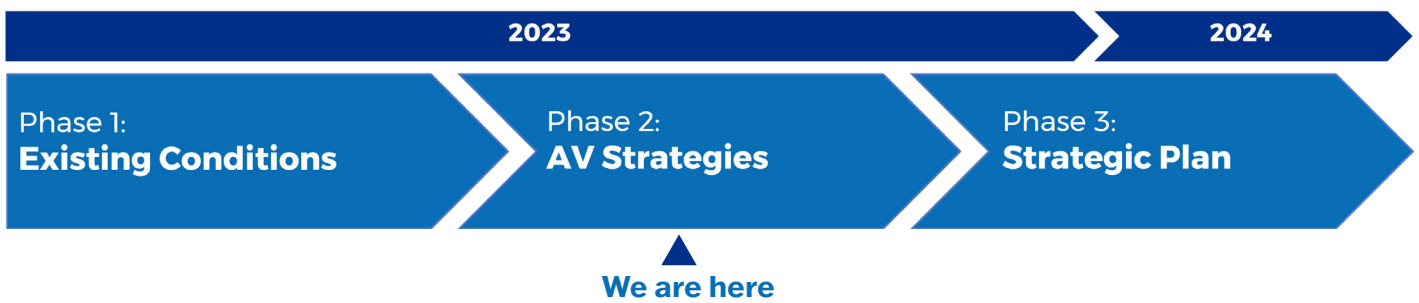 2023
2024
Phase 1:
Existing Conditions
Phase 2:
AV Strategies
Phase 3:
Strategic Plan
We are here